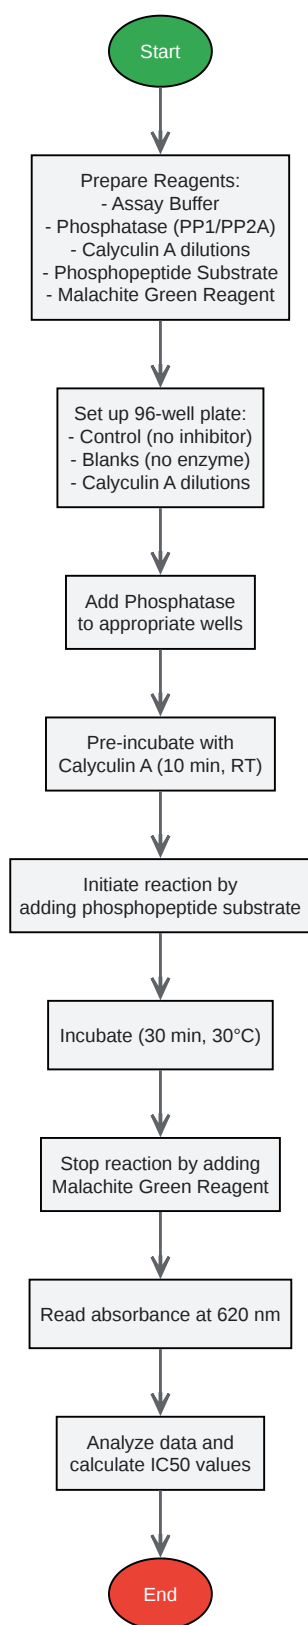 Start
Prepare Reagents:
- Assay Buffer
- Phosphatase (PP1/PP2A)
- Calyculin A dilutions
- Phosphopeptide Substrate
- Malachite Green Reagent
Set up 96-well plate:
- Control (no inhibitor)
- Blanks (no enzyme)
- Calyculin A dilutions
Add Phosphatase
to appropriate wells
Pre-incubate with
Calyculin A (10 min, RT)
Initiate reaction by
adding phosphopeptide substrate
Incubate (30 min, 30°C)
Stop reaction by adding
Malachite Green Reagent
Read absorbance at 620 nm
Analyze data and
calculate IC50 values
End